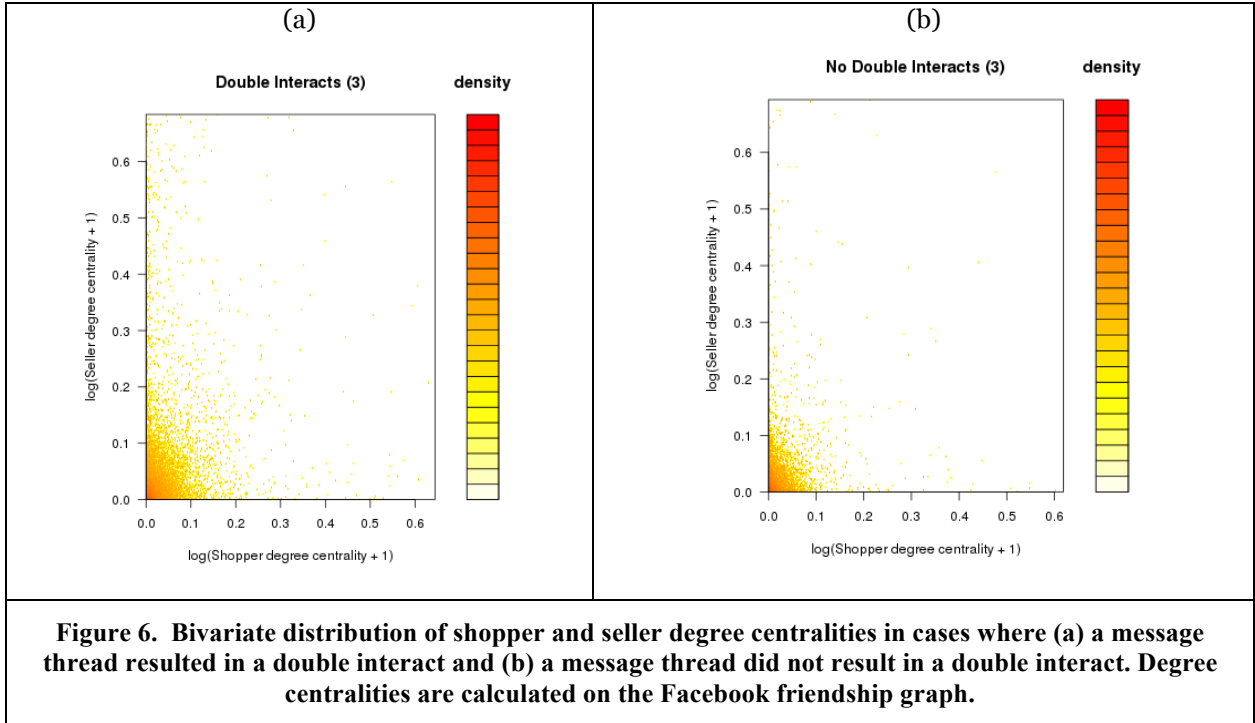 (a)
Double Interacts (3)
density
log(Seller degree centrality + 1)
0.6
0.5
0.4
0.3
0.2
0.1
0.0
0.0 0.1 0.2 0.3 0.4 0.5 0.6
log(Shopper degree centrality + 1)
(b)
No Double Interacts (3)
density
log(Seller degree centrality + 1)
0.6
0.5
0.4
0.3
0.2
0.1
0.0
0.0 0.1 0.2 0.3 0.4 0.5 0.6
log(Shopper degree centrality + 1)
Figure 6. Bivariate distribution of shopper and seller degree centralities in cases where (a) a message
thread resulted in a double interact and (b) a message thread did not result in a double interact. Degree
centralities are calculated on the Facebook friendship graph.